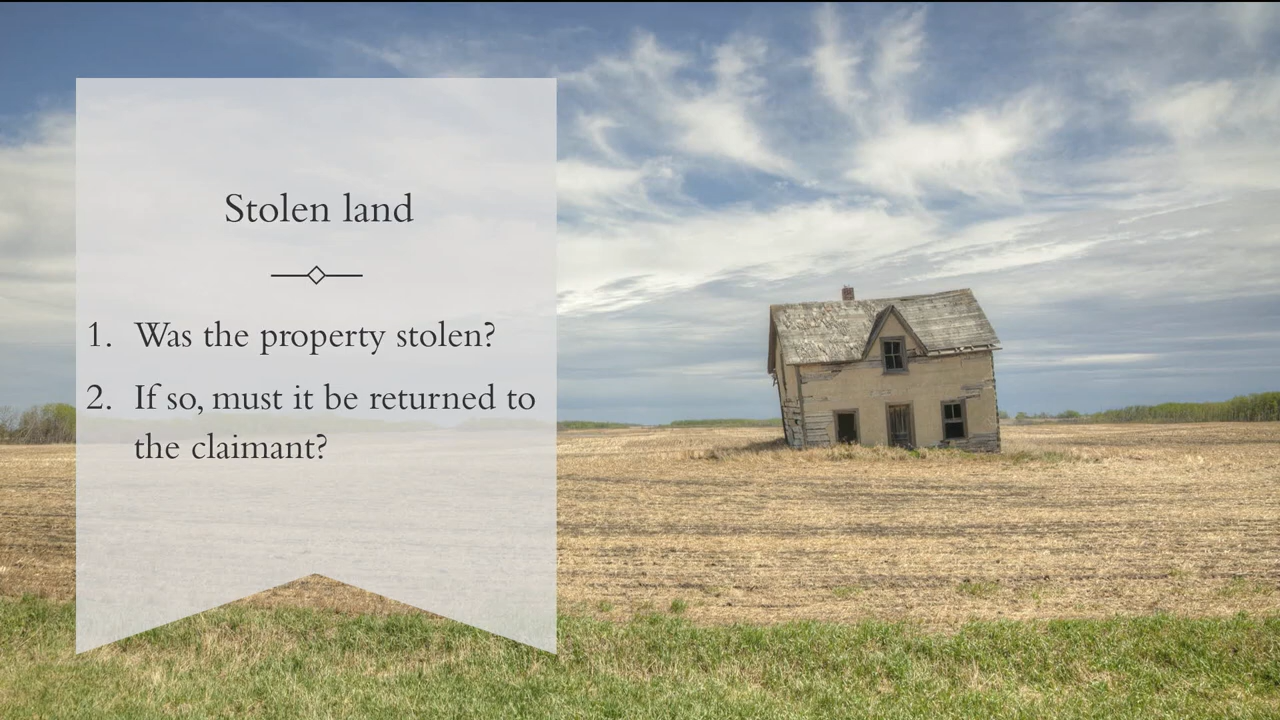 Stolen land
1. Was the property stolen?
2. If so, must it be returned to
the claimant?